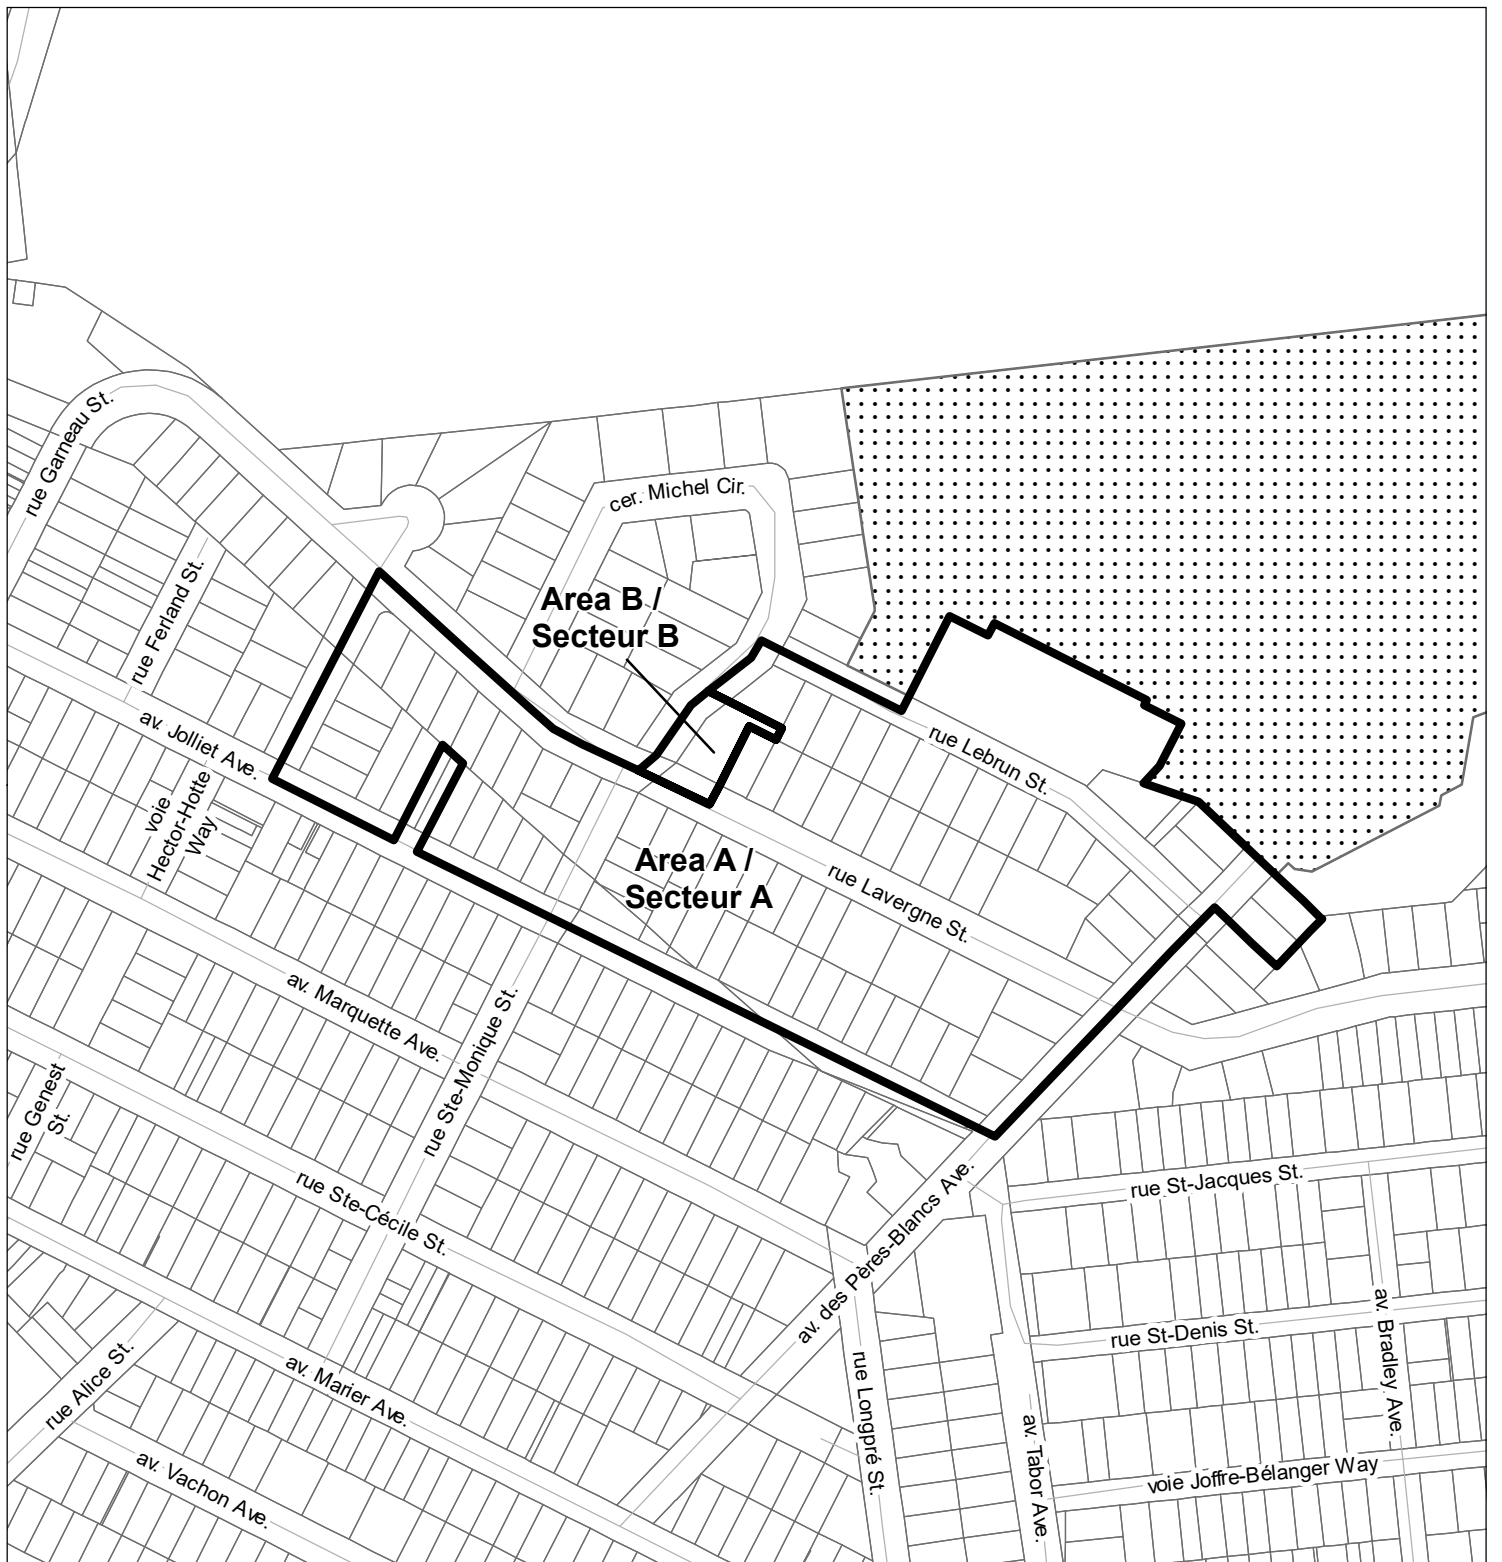 rue Garneau St.
cer. Michel Cir.
rue Ferland St.
Area B /
Secteur B
av. Jolliet Ave.
rue Lebrun St.
voie
Hector-Hotte
Way
Area A /
Secteur A
rue Lavergne St.
av. Marquette Ave.
rue Ste-Monique St.
rue Genest
St.
rue Ste-Cécile St.
av. des Pères-Blancs Ave.
rue St-Jacques St.
rue St-Denis St.
av. Bradley Ave.
rue Alice St.
av. Marier Ave.
rue Longpré St.
av. Tabor Ave.
av. Vachon Ave.
voie Joffre-Bélanger Way